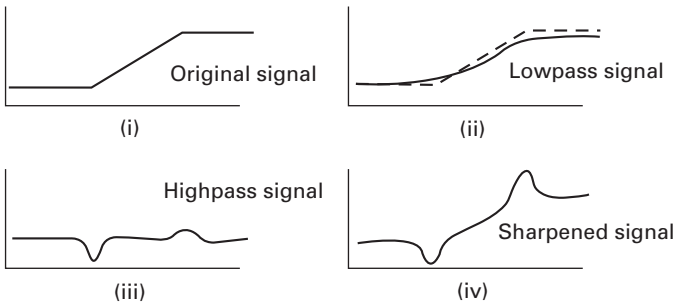 Original signal
(i)
Lowpass signal
(ii)
Highpass signal
(iii)
Sharpened signal
(iv)